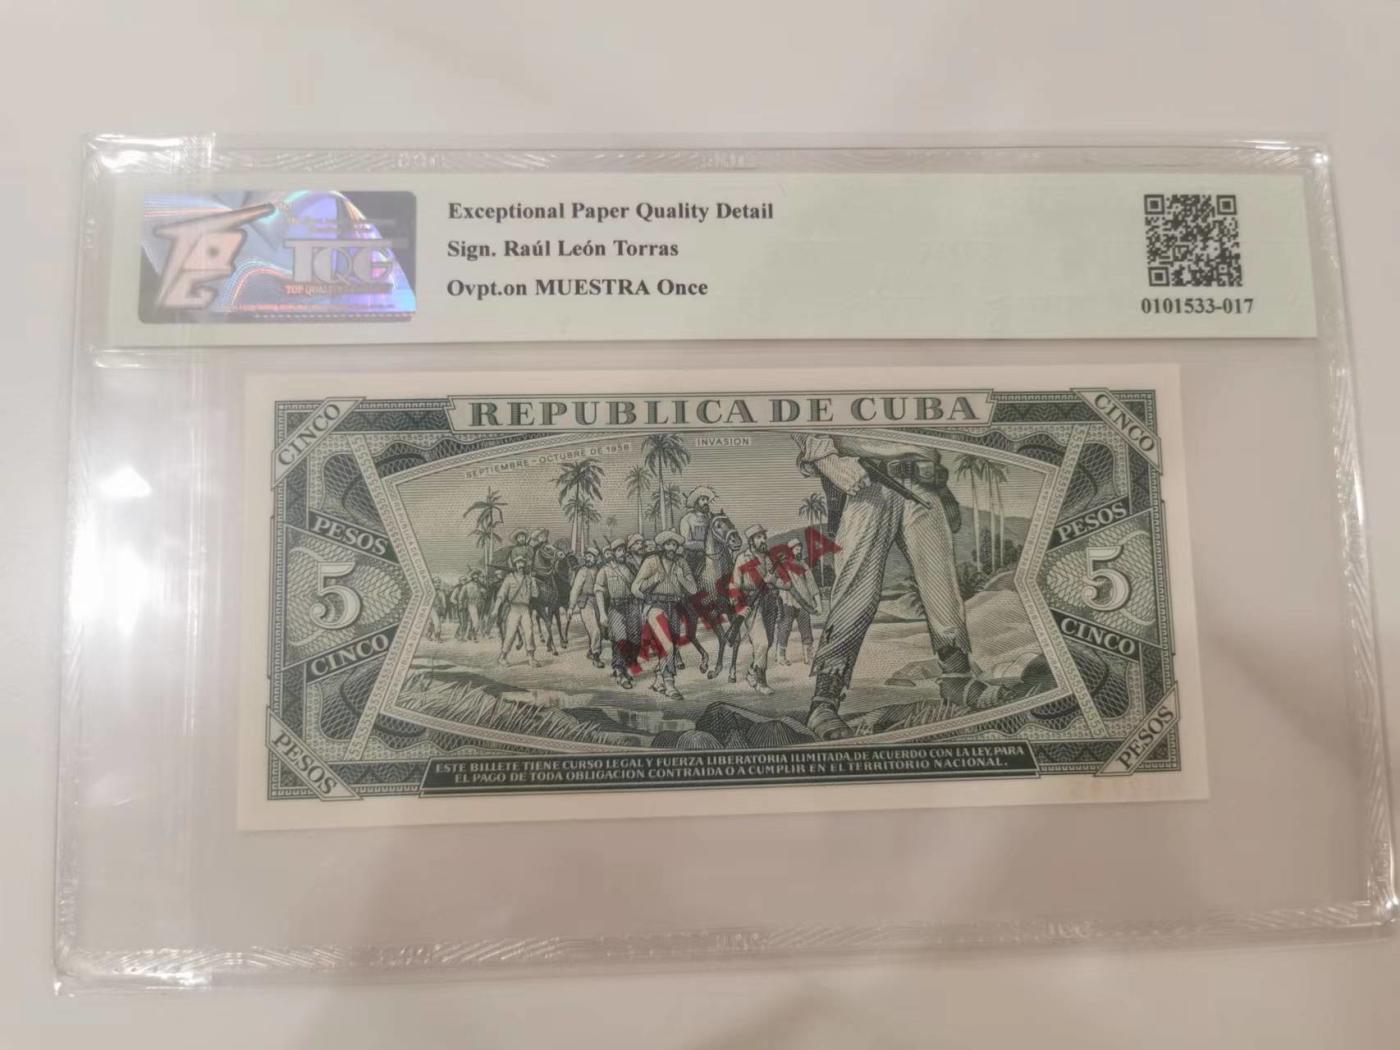 TQG
TOP QUALITY
Exceptional Paper Quality Detail
Sign. Raúl León Torras
Ovpt.on MUESTRA Once
0101533-017
REPUBLICA DE CUBA
CINCO
CINCO
SEPTIEMBRE - OCTUBRE DE 1958
INVASION
PESOS
5
CINCO
PESOS
5
CINCO
MUESTRA
PESOS
PESOS
ESTE BILLETE TIENE CURSO LEGAL Y FUERZA LIBERATORIA ILIMITADA, DE ACUERDO CON LA LEY, PARA
EL PAGO DE TODA OBLIGACION CONTRAIDA O A CUMPLIR EN EL TERRITORIO NACIONAL.